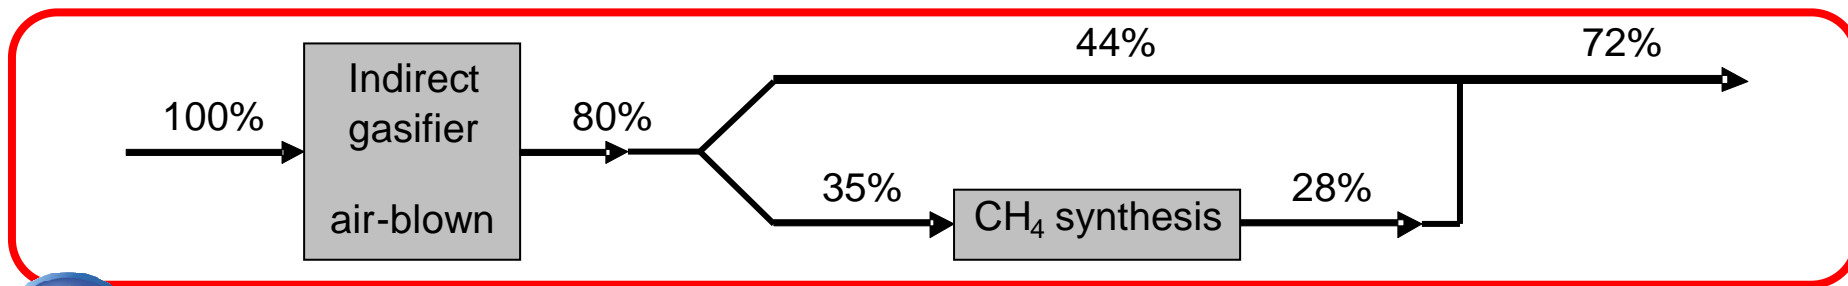 44%
72%
100%
Indirect
gasifier
air-blown
80%
35%
CH₄ synthesis
28%